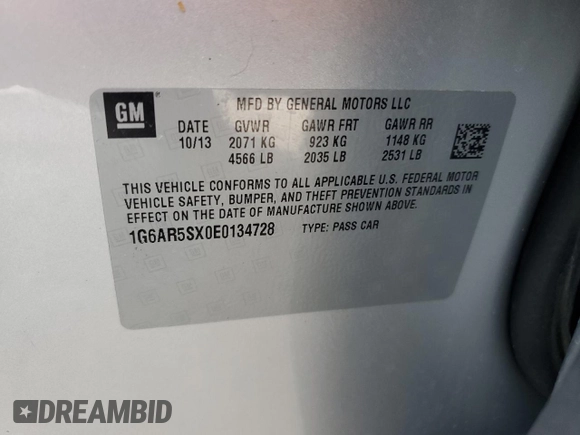 GM
MFD BY GENERAL MOTORS LLC
DATE GVWR GAWR FRT GAWR RR
10/13 2071 KG 923 KG 1148 KG
4566 LB 2035 LB 2531 LB
THIS VEHICLE CONFORMS TO ALL APPLICABLE U.S. FEDERAL MOTOR
VEHICLE SAFETY, BUMPER, AND THEFT PREVENTION STANDARDS IN
EFFECT ON THE DATE OF MANUFACTURE SHOWN ABOVE.
1G6AR5SX0E0134728 TYPE: PASS CAR
DREAMBID